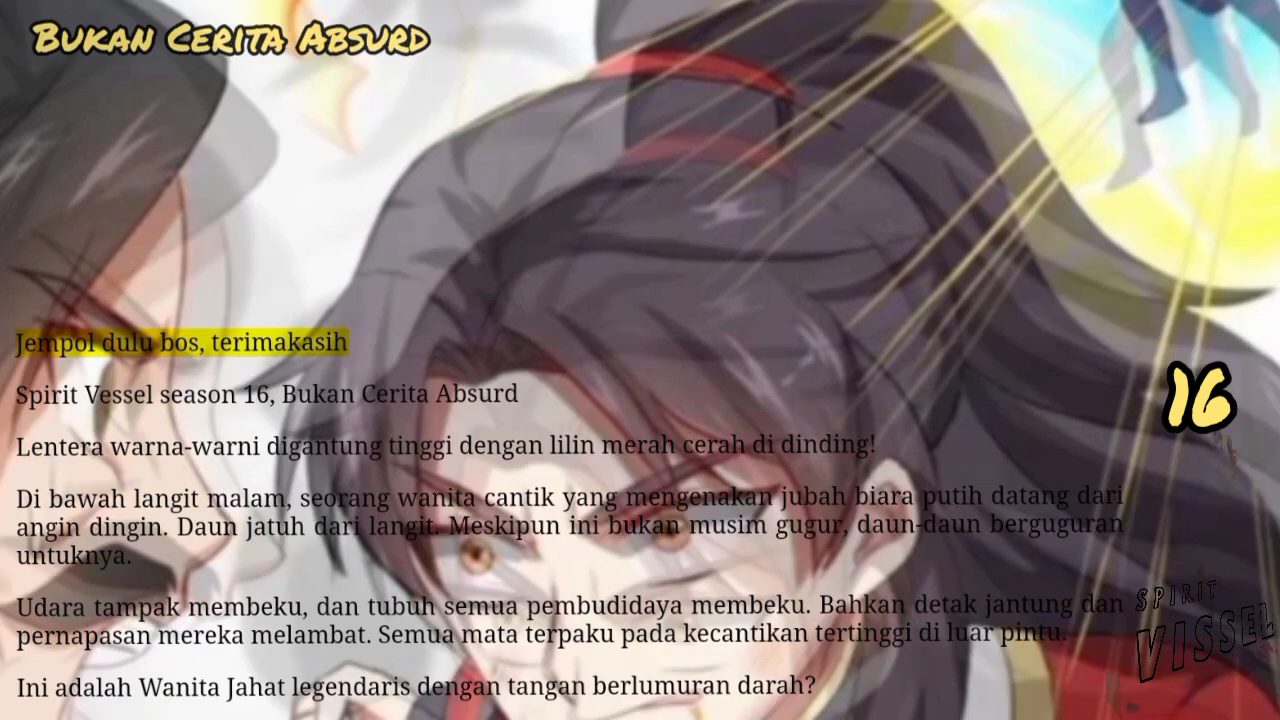 Bukan Cerita Absurd
Jempol dulu bos, terimakasih
Spirit Vessel season 16, Bukan Cerita Absurd
Lentera warna-warni digantung tinggi dengan lilin merah cerah di dinding!
16
Di bawah langit malam, seorang wanita cantik yang mengenakan jubah biara putih datang dari
angin dingin. Daun jatuh dari langit. Meskipun ini bukan musim gugur, daun-daun berguguran
untuknya.
Udara tampak membeku, dan tubuh semua pembudidaya membeku. Bahkan detak jantung dan
pernapasan mereka melambat. Semua mata terpaku pada kecantikan tertinggi di luar pintu.
SPIRIT
VISSEL
Ini adalah Wanita Jahat legendaris dengan tangan berlumuran darah?